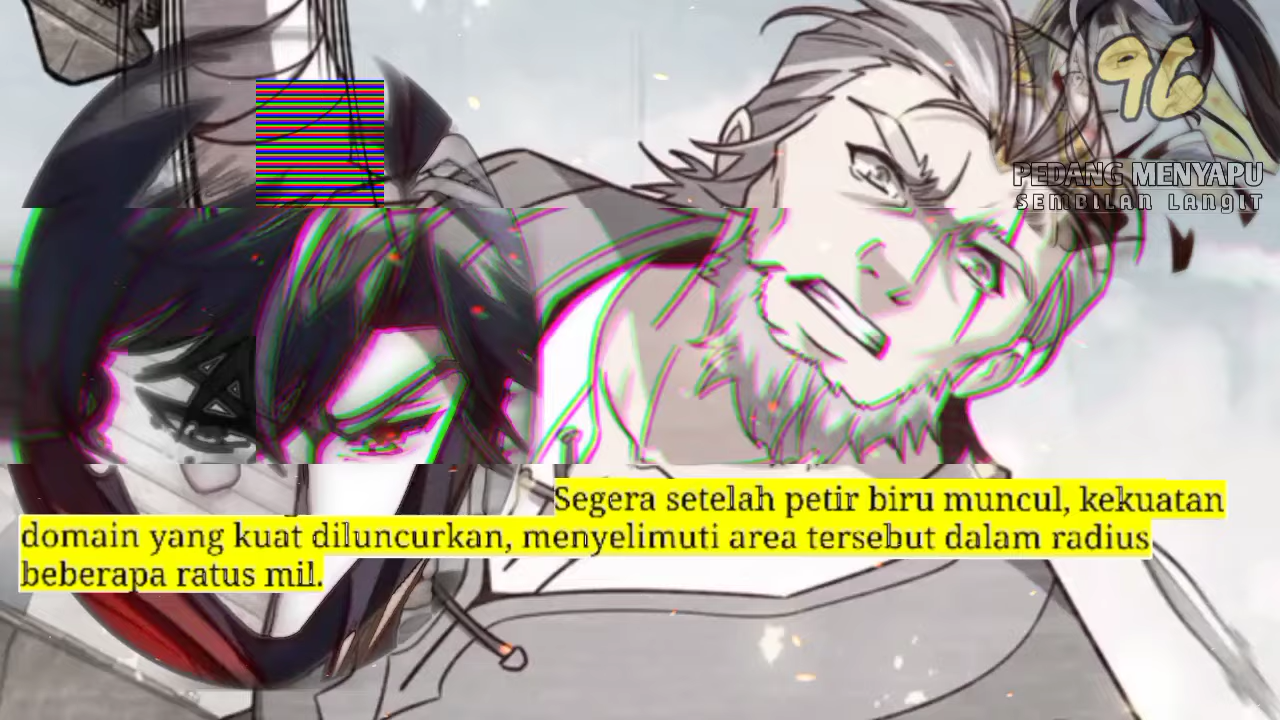 96
PEDANG MENYAPU
SEMBILAN LANGIT
Segera setelah petir biru muncul, kekuatan
domain yang kuat diluncurkan, menyelimuti area tersebut dalam radius
beberapa ratus mil.